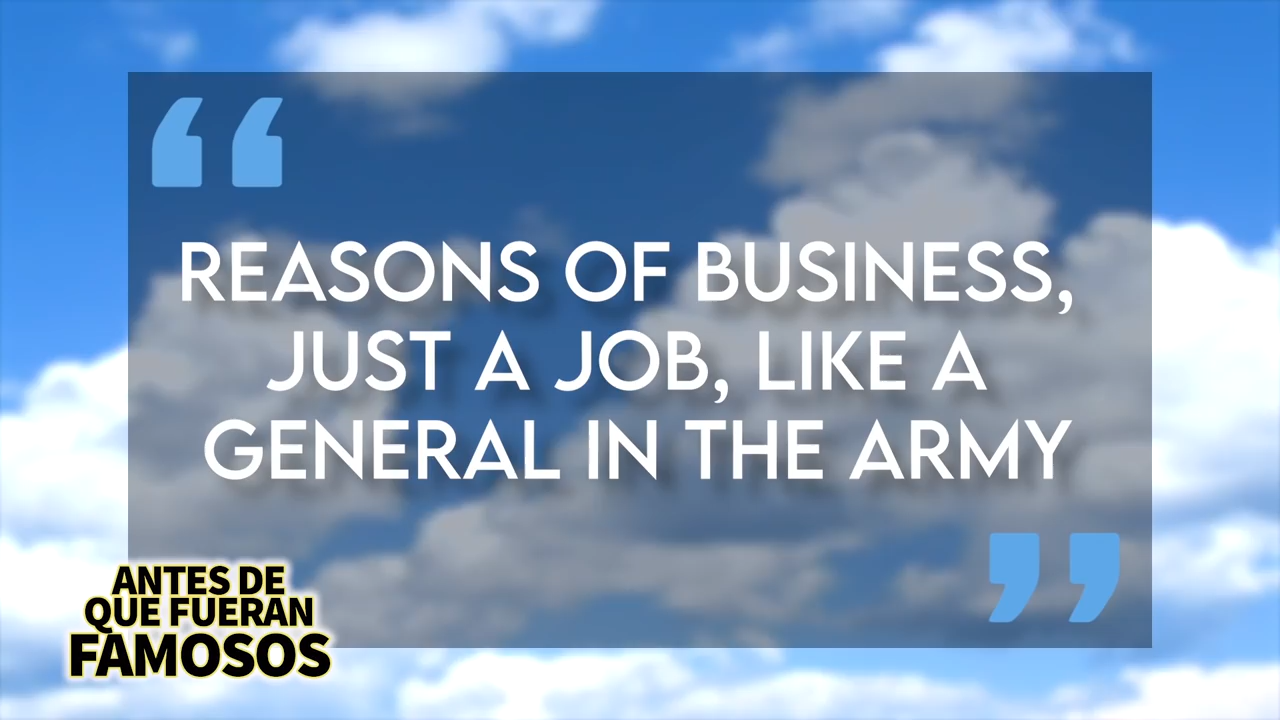 “
REASONS OF BUSINESS,
JUST A JOB, LIKE A
GENERAL IN THE ARMY
”
ANTES DE
QUE FUERAN
FAMOSOS